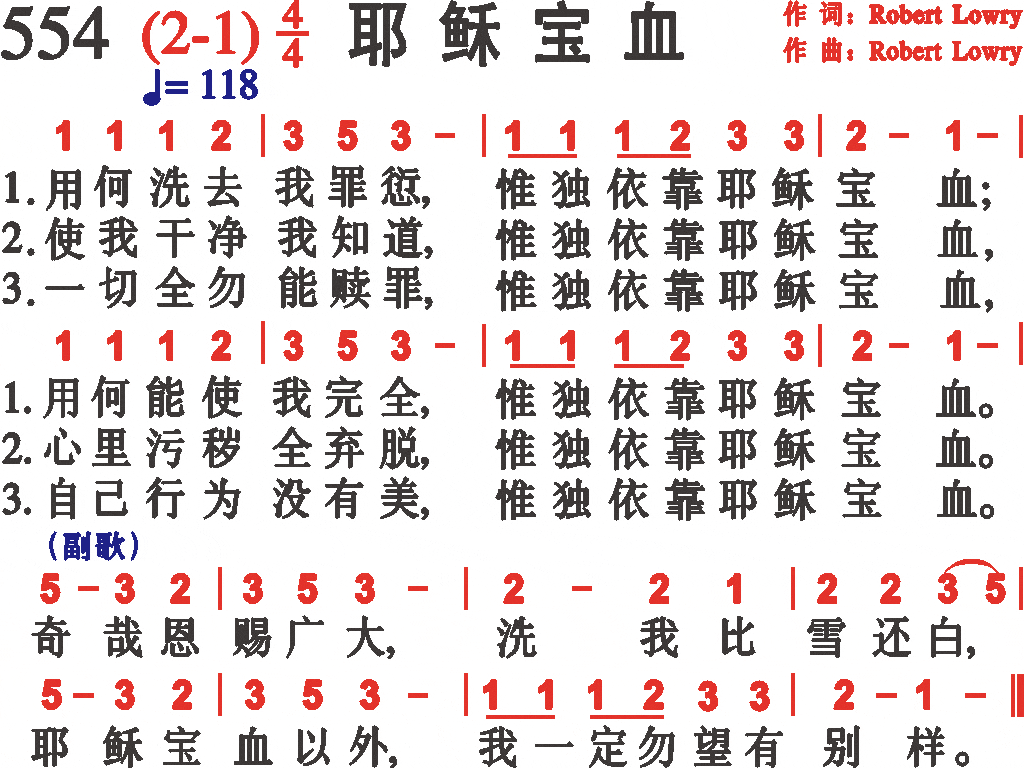 554 (2-1) 4/4 耶稣宝血 作词：Robert Lowry
♩= 118 作曲：Robert Lowry
1 1 1 2 | 3 5 3 – | 1 1 1 2 3 3 | 2 – 1 – |
1.用何洗去我罪愆, 惟独依靠耶稣宝血;
2.使我干净我知道, 惟独依靠耶稣宝血,
3.一切全勿能赎罪, 惟独依靠耶稣宝血,
1 1 1 2 | 3 5 3 – | 1 1 1 2 3 3 | 2 – 1 – |
1.用何能使我完全, 惟独依靠耶稣宝血。
2.心里污秽全弃脱, 惟独依靠耶稣宝血。
3.自己行为没有美, 惟独依靠耶稣宝血。
(副歌)
5 – 3 2 | 3 5 3 – | 2 – 2 1 | 2 2 3 5 |
奇哉恩赐广大, 洗我比雪还白,
5 – 3 2 | 3 5 3 – | 1 1 1 2 3 3 | 2 – 1 – ‖
耶稣宝血以外, 我一定勿望有别样。